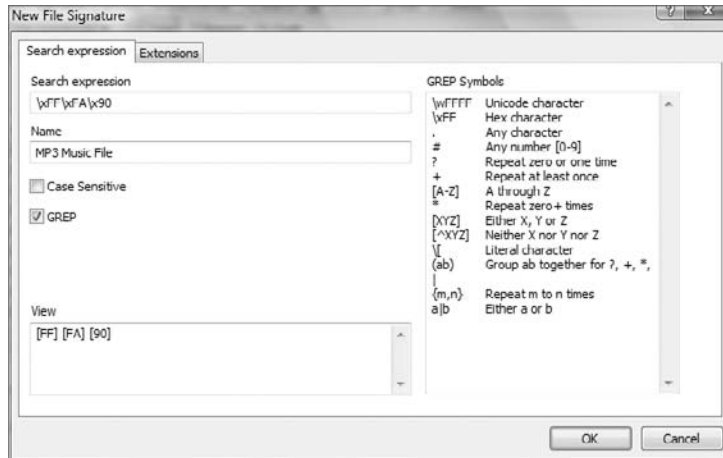 New File Signature
Search expression Extensions
Search expression
\xFF\xFA\x90
Name
MP3 Music File
Case Sensitive
GREP
View
[FF] [FA] [90]
GREP Symbols
\wFFFF Unicode character
\xFF Hex character
. Any character
# Any number [0-9]
? Repeat zero or one time
+ Repeat at least once
[A-Z] A through Z
* Repeat zero+ times
[XYZ] Either X, Y or Z
[^XYZ] Neither X nor Y nor Z
\[ Literal character
(ab) Group ab together for ?, +, *,
|
{m,n} Repeat m to n times
a|b Either a or b
OK Cancel